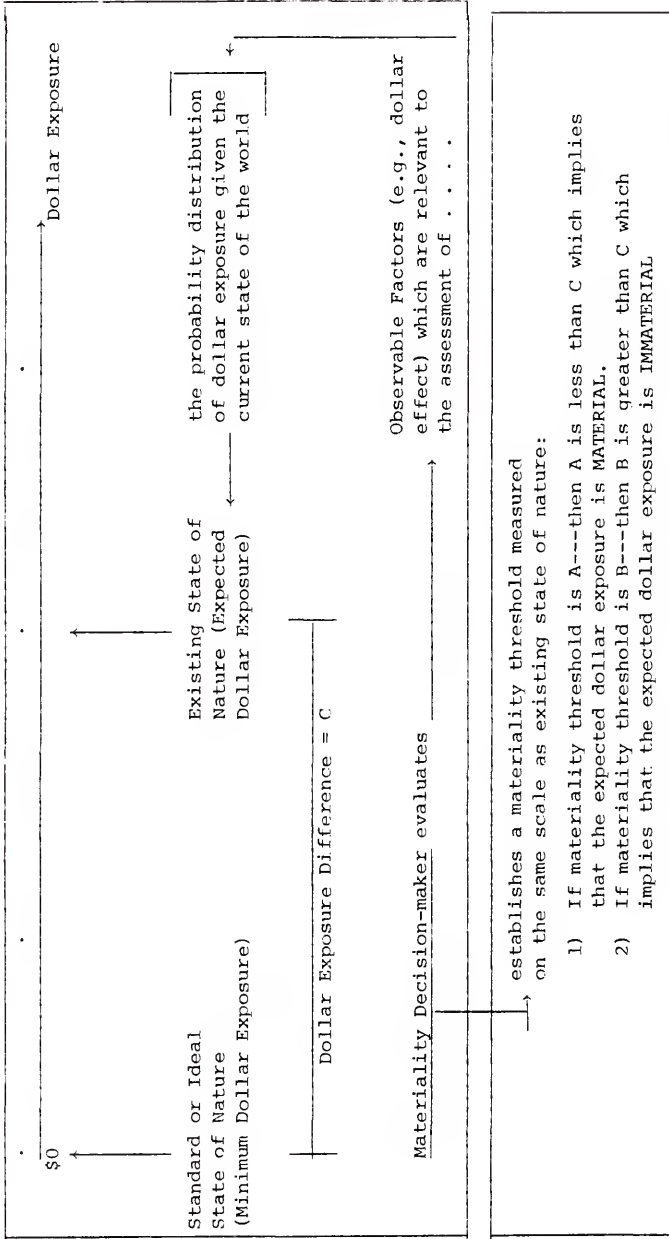 $0
Dollar Exposure
Standard or Ideal
State of Nature
(Minimum Dollar Exposure)
Existing State of
Nature (Expected
Dollar Exposure)
the probability distribution
of dollar exposure given the
current state of the world
Dollar Exposure Difference = C
Materiality Decision-maker evaluates
Observable Factors (e.g., dollar
effect) which are relevant to
the assessment of . . . . .
establishes a materiality threshold measured
on the same scale as existing state of nature:
1) If materiality threshold is A---then A is less than C which implies
that the expected dollar exposure is MATERIAL.
2) If materiality threshold is B---then B is greater than C which
implies that the expected dollar exposure is IMMATERIAL